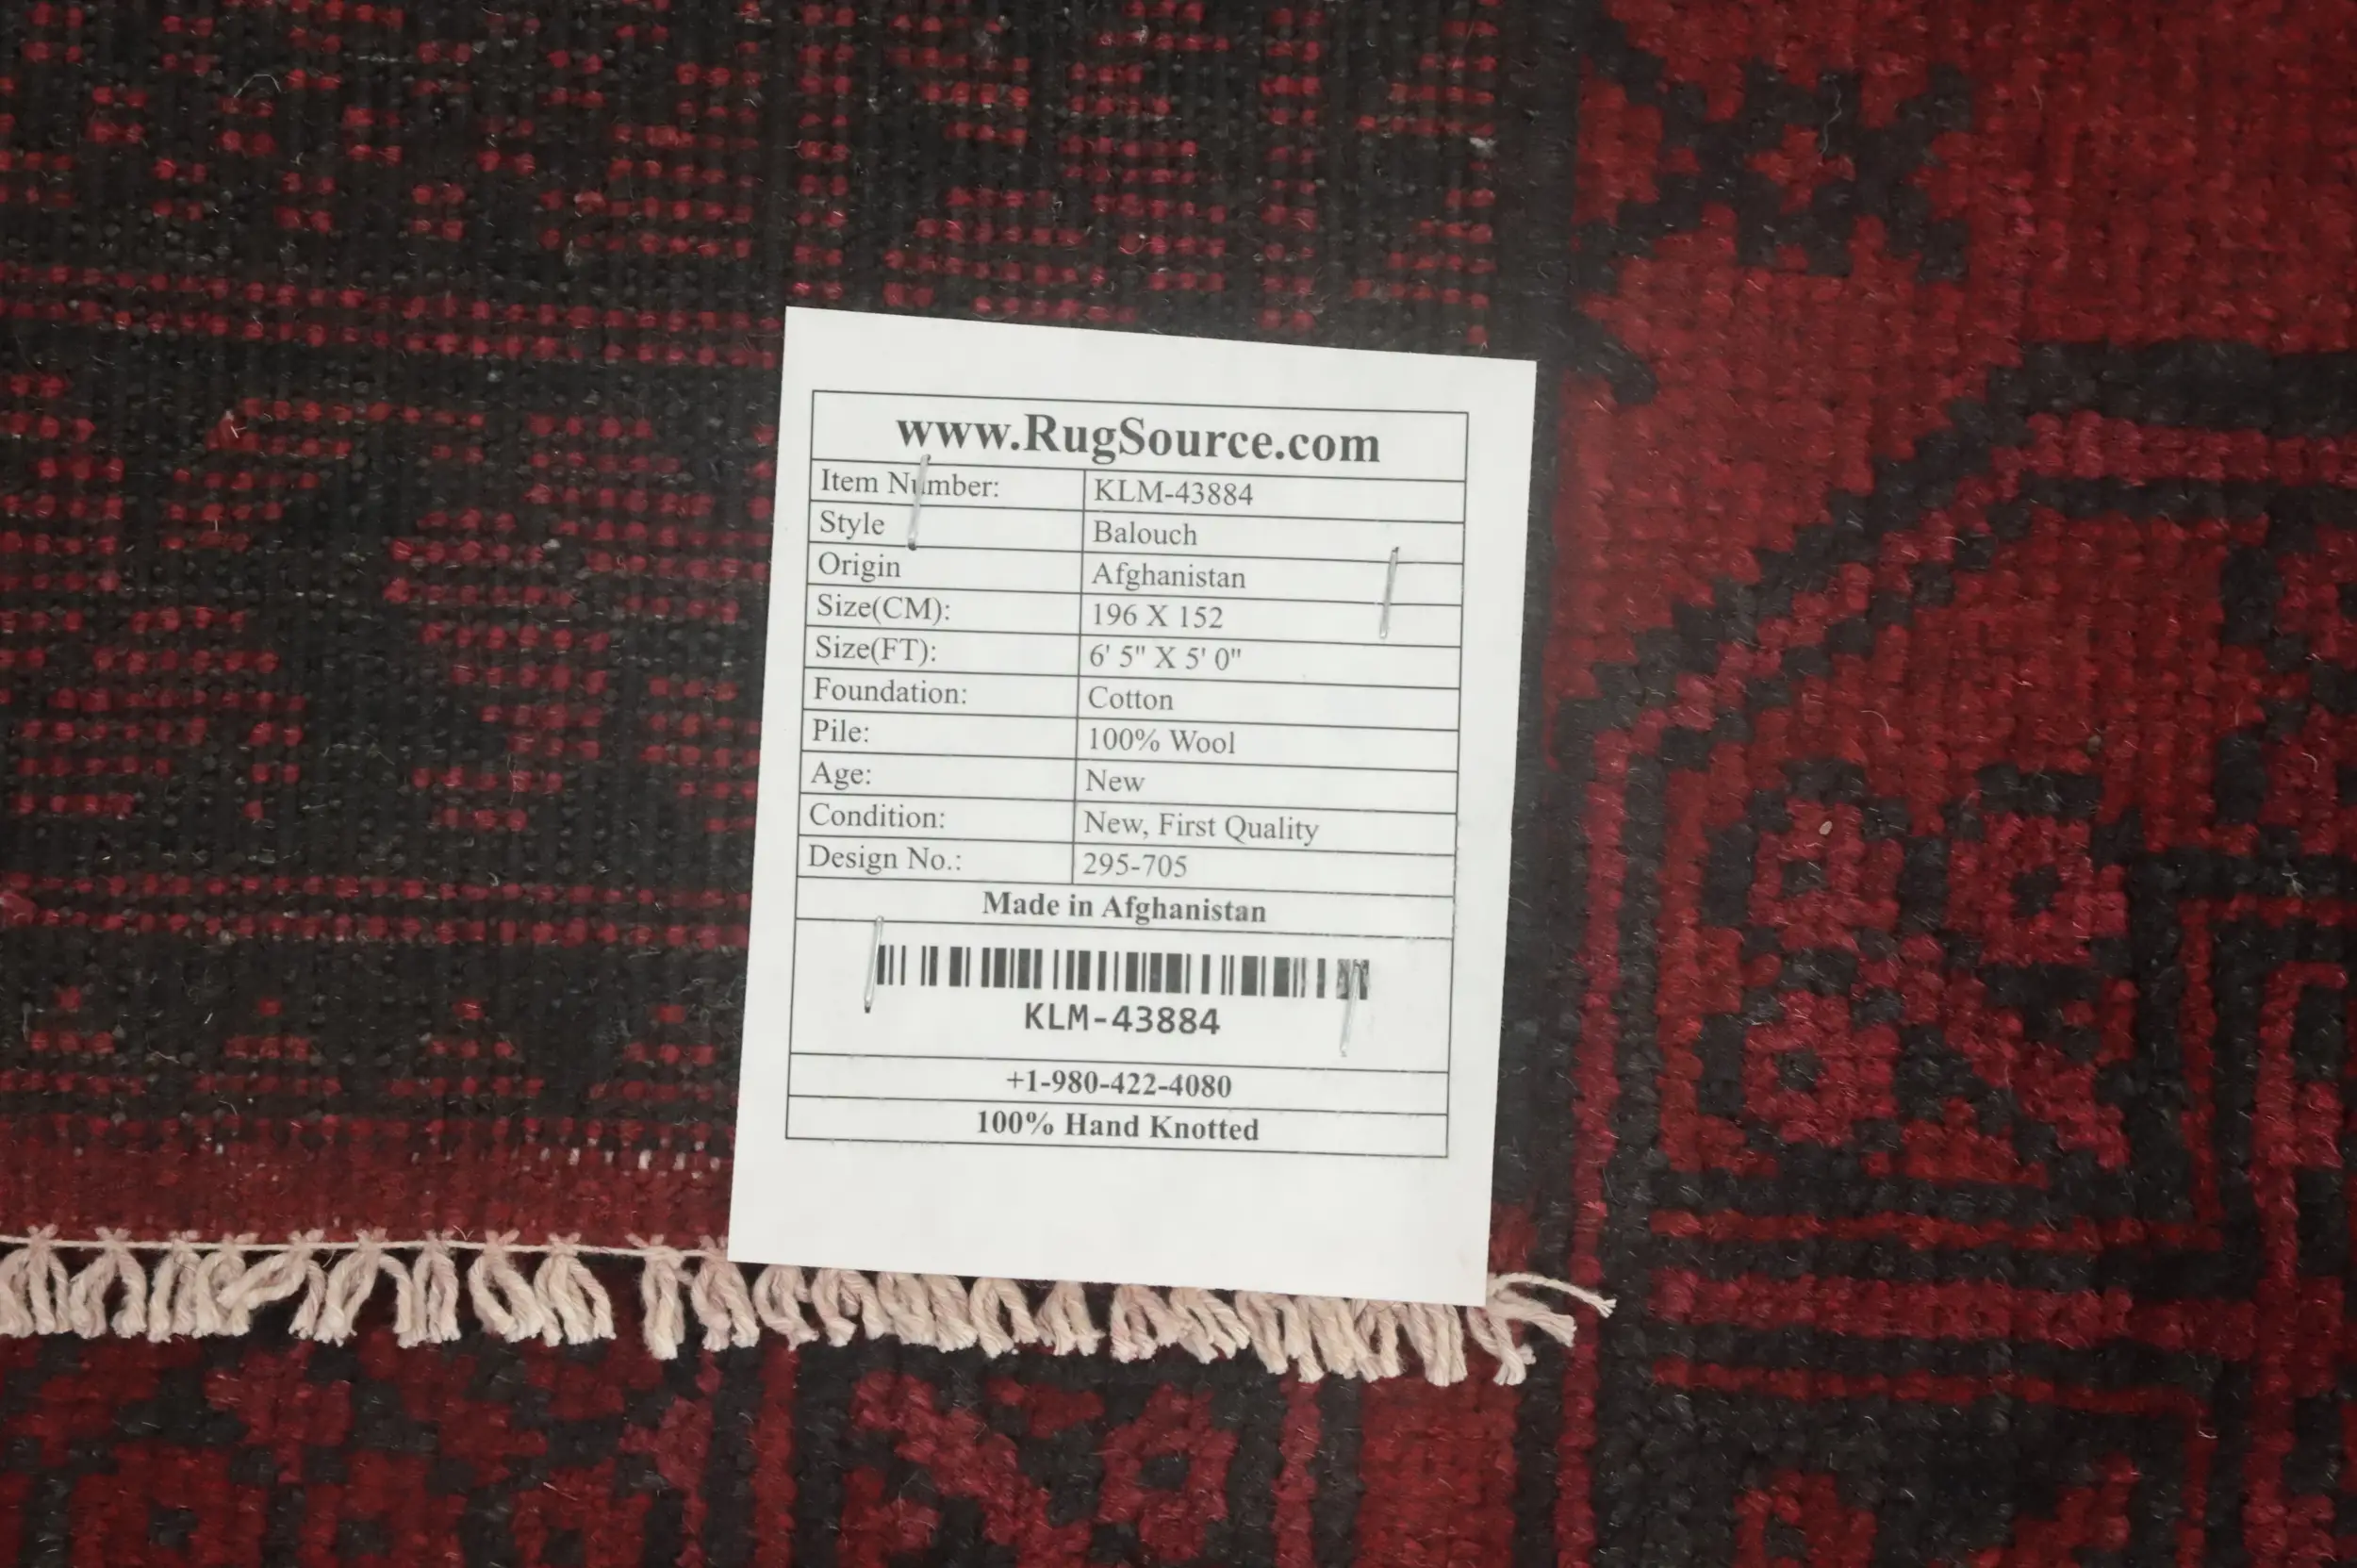 www.RugSource.com
Item Number: KLM-43884
Style Balouch
Origin Afghanistan
Size(CM): 196 X 152
Size(FT): 6' 5" X 5' 0"
Foundation: Cotton
Pile: 100% Wool
Age: New
Condition: New, First Quality
Design No.: 295-705
Made in Afghanistan
KLM-43884
+1-980-422-4080
100% Hand Knotted